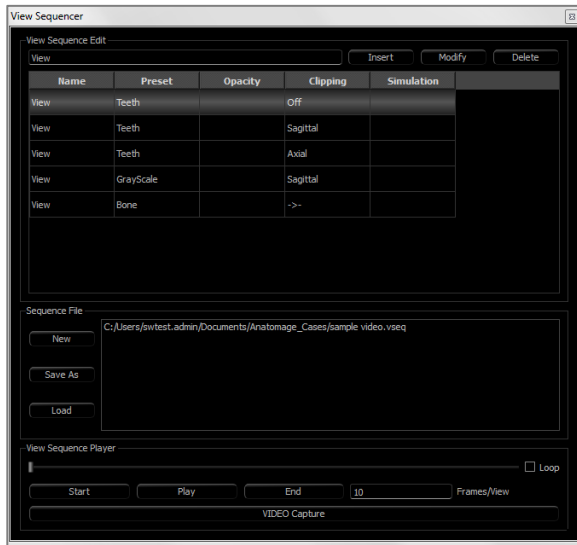 View Sequencer
View Sequence Edit
View Insert Modify Delete
Name Preset Opacity Clipping Simulation
View Teeth Off
View Teeth Sagittal
View Teeth Axial
View GrayScale Sagittal
View Bone ->-
Sequence File
New C:/Users/swtest.admin/Documents/Anatomage_Cases/sample video.vseq
Save As
Load
View Sequence Player
Loop
Start Play End 10 Frames/View
VIDEO Capture